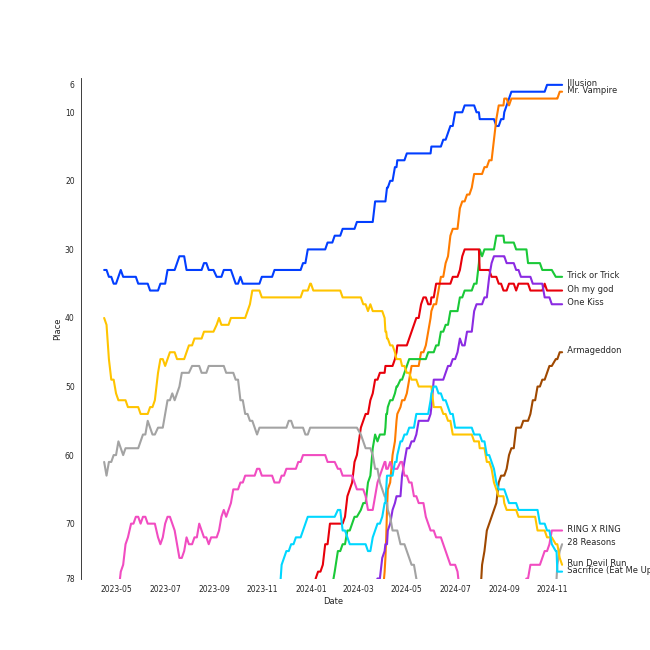 6
10
20
30
40
50
60
70
78
Place
2023-05
2023-07
2023-09
2023-11
2024-01
2024-03
2024-05
2024-07
2024-09
2024-11
Date
Illusion
Mr. Vampire
Trick or Trick
Oh my god
One Kiss
Armageddon
RING X RING
28 Reasons
Run Devil Run
Sacrifice (Eat Me Up